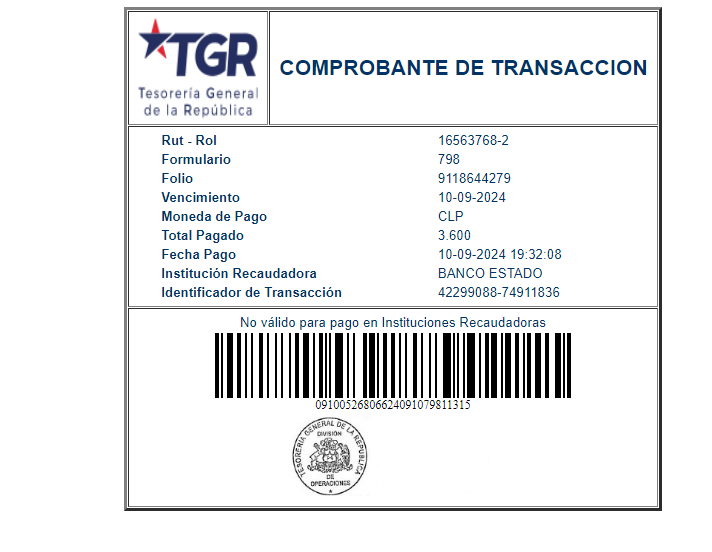 TGR
Tesorería General
de la República
COMPROBANTE DE TRANSACCION
Rut - Rol 16563768-2
Formulario 798
Folio 9118644279
Vencimiento 10-09-2024
Moneda de Pago CLP
Total Pagado 3.600
Fecha Pago 10-09-2024 19:32:08
Institución Recaudadora BANCO ESTADO
Identificador de Transacción 42299088-74911836
No válido para pago en Instituciones Recaudadoras
09100526806624091079811315
TESORERÍA GENERAL DE LA REPÚBLICA
DIVISIÓN
DE
OPERACIONES